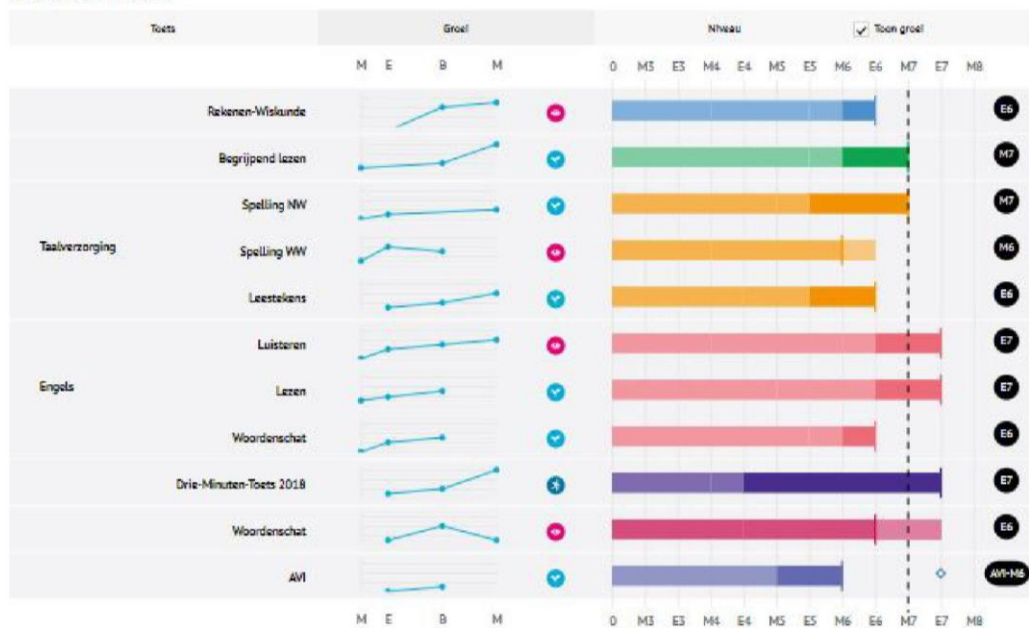 Toets Groei Niveau Toon groei
M E B M 0 M3 E3 M4 E4 M5 E5 M6 E6 M7 E7 M8
Rekenen-Wiskunde E6
Begrijpend lezen M7
Spelling NW M7
Taalverzorging Spelling WW M6
Leestekens E6
Luisteren E7
Engels Lezen E7
Woordenschat E6
Drie-Minuten-Toets 2018 E7
Woordenschat E6
AVI AVI-M6
M E B M 0 M3 E3 M4 E4 M5 E5 M6 E6 M7 E7 M8